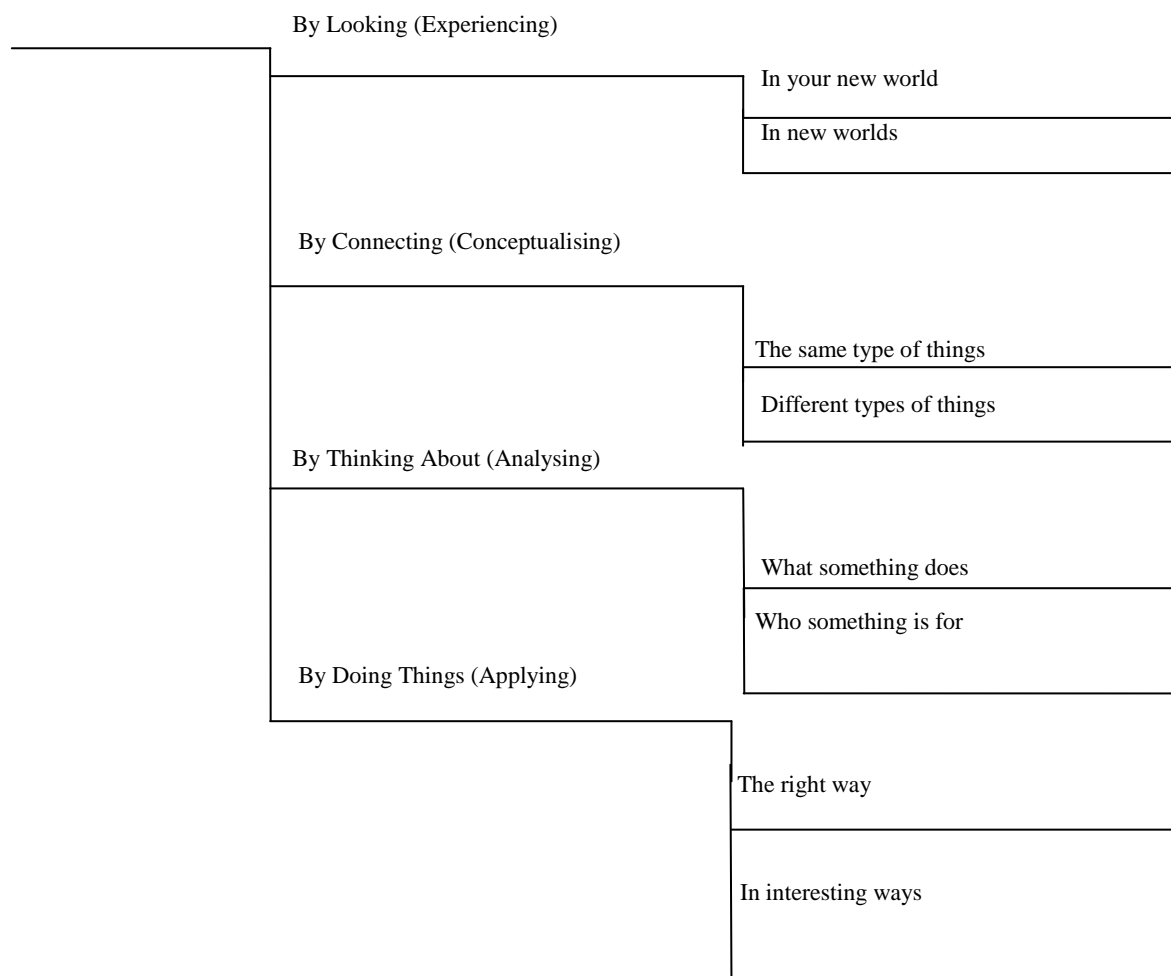 By Looking (Experiencing)
In your new world
In new worlds
By Connecting (Conceptualising)
The same type of things
Different types of things
By Thinking About (Analysing)
What something does
Who something is for
By Doing Things (Applying)
The right way
In interesting ways